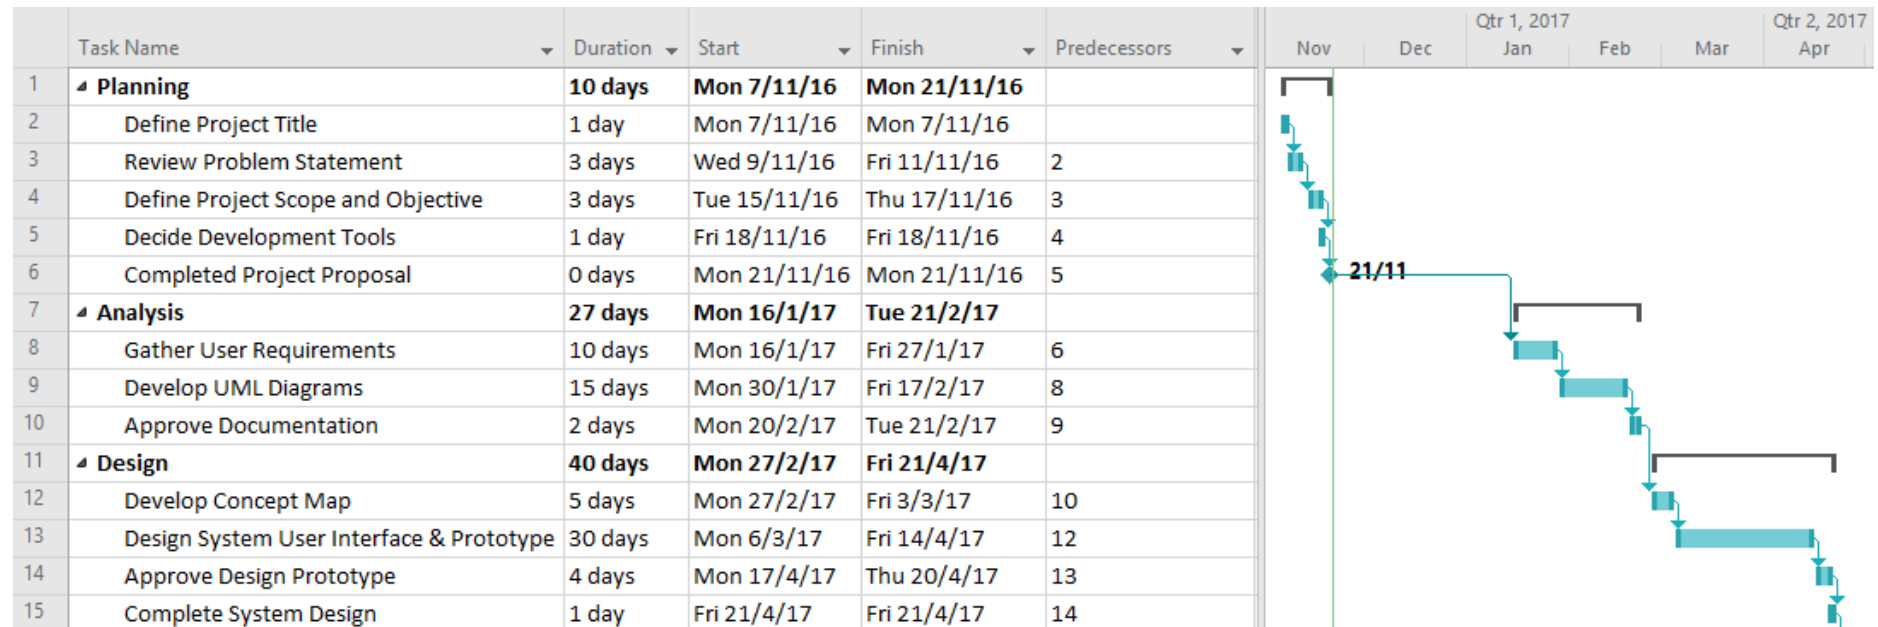 Qtr 1, 2017 Qtr 2, 2017
Task Name Duration Start Finish Predecessors Nov Dec Jan Feb Mar Apr
1 Planning 10 days Mon 7/11/16 Mon 21/11/16
2 Define Project Title 1 day Mon 7/11/16 Mon 7/11/16
3 Review Problem Statement 3 days Wed 9/11/16 Fri 11/11/16 2
4 Define Project Scope and Objective 3 days Tue 15/11/16 Thu 17/11/16 3
5 Decide Development Tools 1 day Fri 18/11/16 Fri 18/11/16 4
6 Completed Project Proposal 0 days Mon 21/11/16 Mon 21/11/16 5 21/11
7 Analysis 27 days Mon 16/1/17 Tue 21/2/17
8 Gather User Requirements 10 days Mon 16/1/17 Fri 27/1/17 6
9 Develop UML Diagrams 15 days Mon 30/1/17 Fri 17/2/17 8
10 Approve Documentation 2 days Mon 20/2/17 Tue 21/2/17 9
11 Design 40 days Mon 27/2/17 Fri 21/4/17
12 Develop Concept Map 5 days Mon 27/2/17 Fri 3/3/17 10
13 Design System User Interface & Prototype 30 days Mon 6/3/17 Fri 14/4/17 12
14 Approve Design Prototype 4 days Mon 17/4/17 Thu 20/4/17 13
15 Complete System Design 1 day Fri 21/4/17 Fri 21/4/17 14